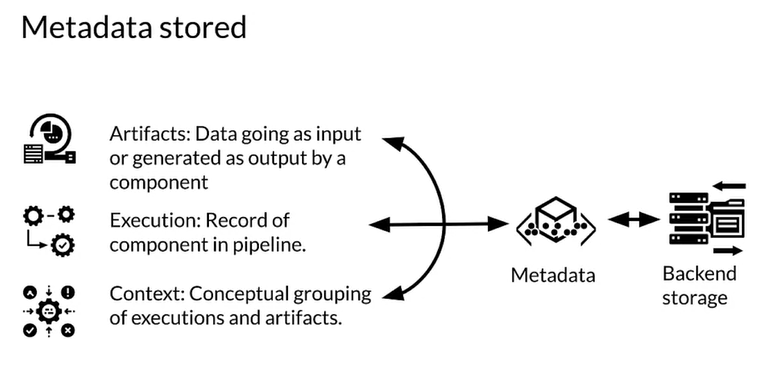 Metadata stored
Artifacts: Data going as input
or generated as output by a
component
Execution: Record of
component in pipeline.
Context: Conceptual grouping
of executions and artifacts.
Metadata
Backend
storage